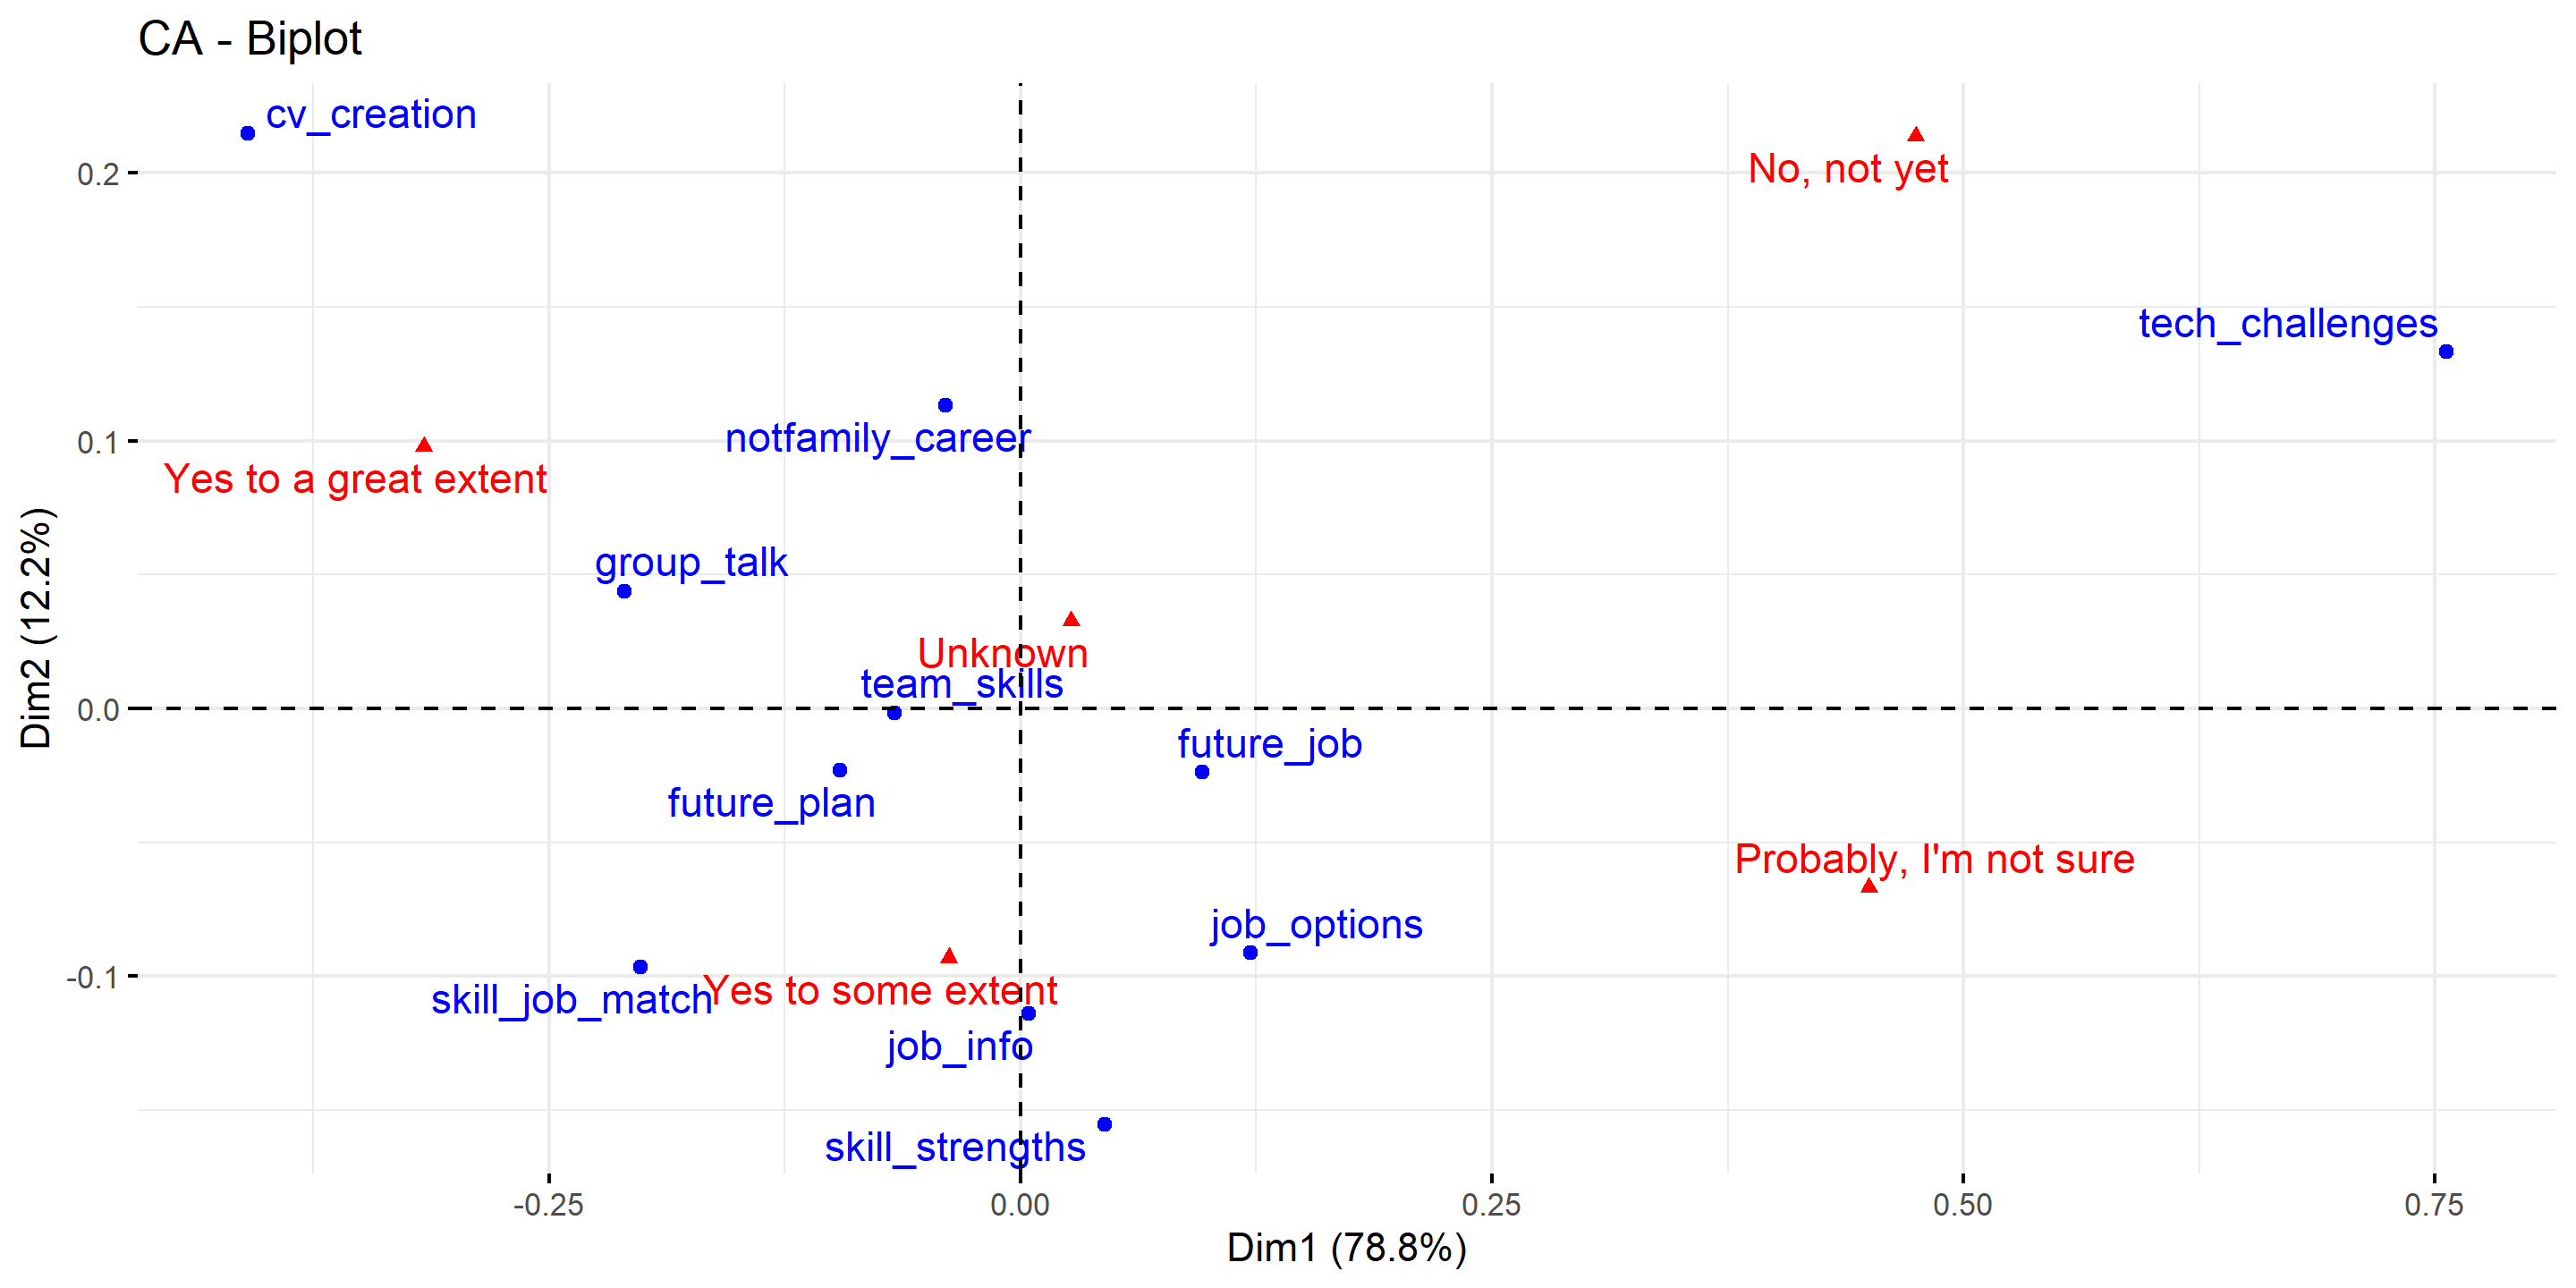 CA - Biplot
cv_creation
No, not yet
0.2
tech_challenges
notfamily_career
0.1
Yes to a great extent
group_talk
Unknown
team_skills
0.0
future_job
future_plan
Probably, I'm not sure
job_options
-0.1
Yes to some extent
skill_job_match
job_info
skill_strengths
Dim2 (12.2%)
-0.25
0.00
0.25
0.50
0.75
Dim1 (78.8%)